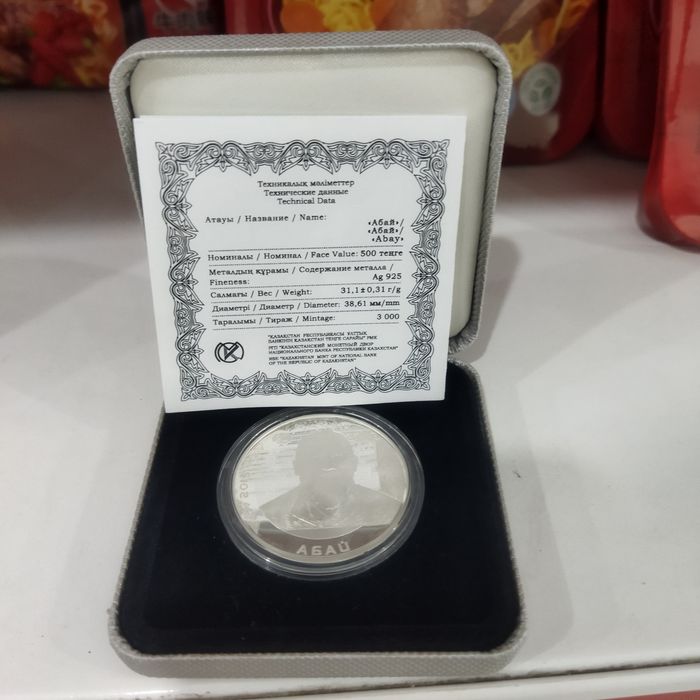 Техникалық мәліметтер
Технические данные
Technical Data
Атауы / Название / Name: «Абай»/
«Абай»/
«Abay»
Номиналы / Номинал / Face Value: 500 теңге
Металдың құрамы / Содержание металла /
Fineness: Ag 925
Салмағы / Вес / Weight: 31,1±0,31 г/g
Диаметрі / Диаметр / Diameter: 38,61 мм/mm
Таралымы / Тираж / Mintage: 3 000
"ҚАЗАҚСТАН РЕСПУБЛИКАСЫ ҰЛТТЫҚ
БАНКІНІҢ ҚАЗАҚСТАН ТЕҢГЕ САРАЙЫ" РМК
РГП "КАЗАХСТАНСКИЙ МОНЕТНЫЙ ДВОР
НАЦИОНАЛЬНОГО БАНКА РЕСПУБЛИКИ КАЗАХСТАН"
RSE "KAZAKHSTAN MINT OF NATIONAL BANK
OF THE REPUBLIC OF KAZAKHSTAN"
АБАЙ